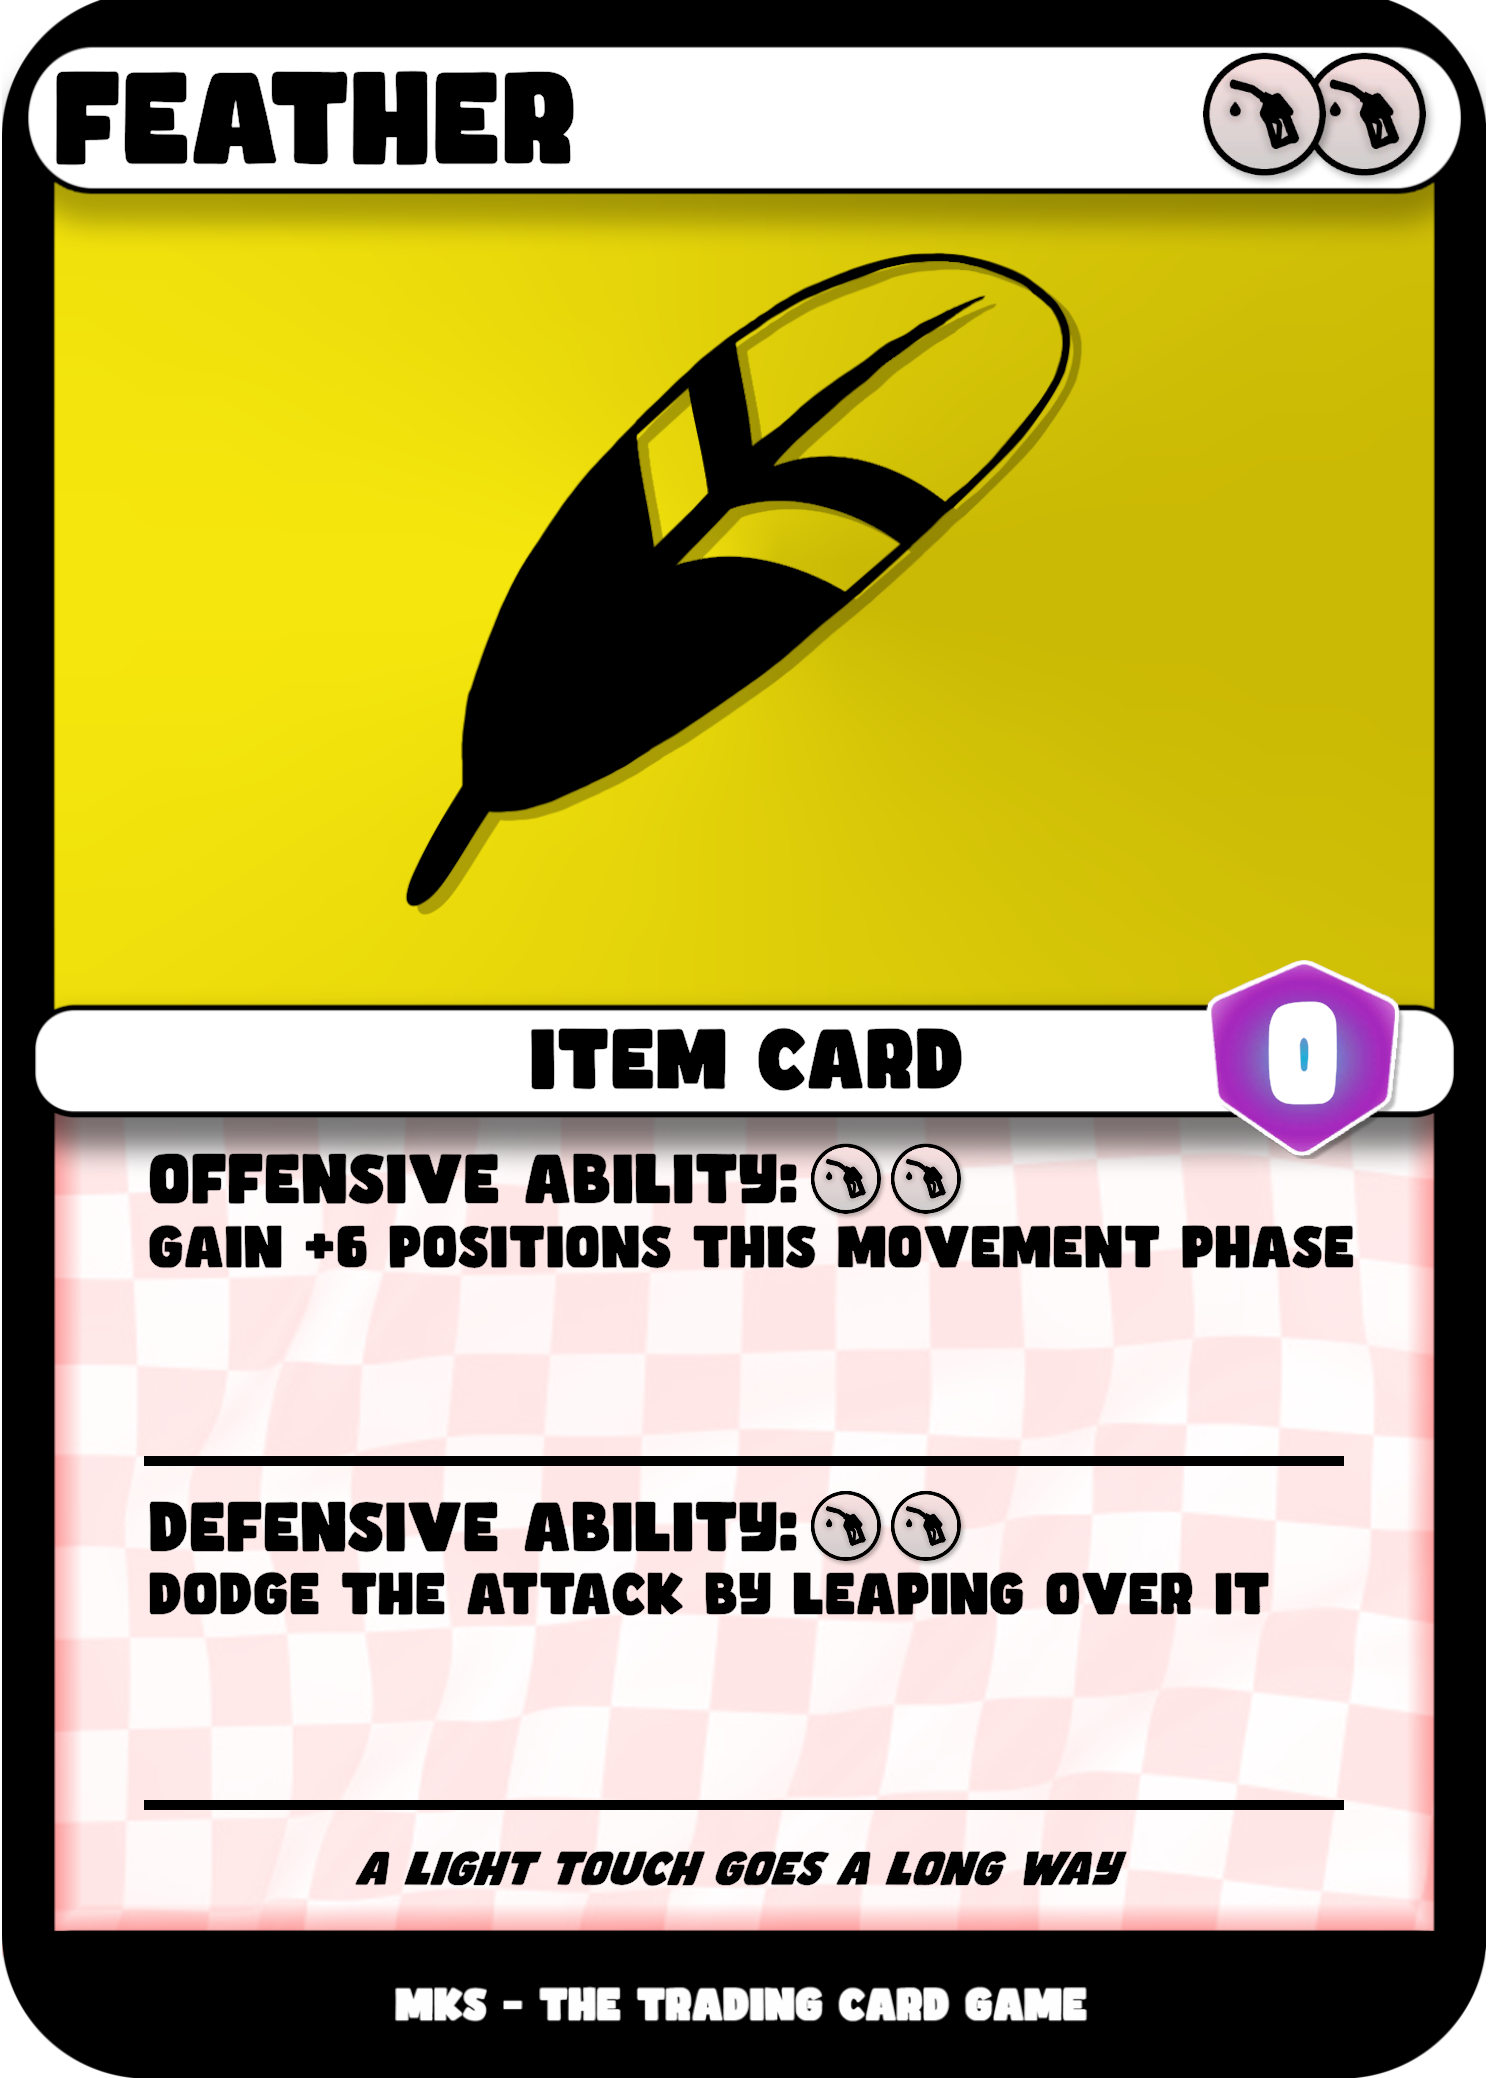 FEATHER
ITEM CARD
0
OFFENSIVE ABILITY:
GAIN +6 POSITIONS THIS MOVEMENT PHASE
DEFENSIVE ABILITY:
DODGE THE ATTACK BY LEAPING OVER IT
A LIGHT TOUCH GOES A LONG WAY
MKS - THE TRADING CARD GAME